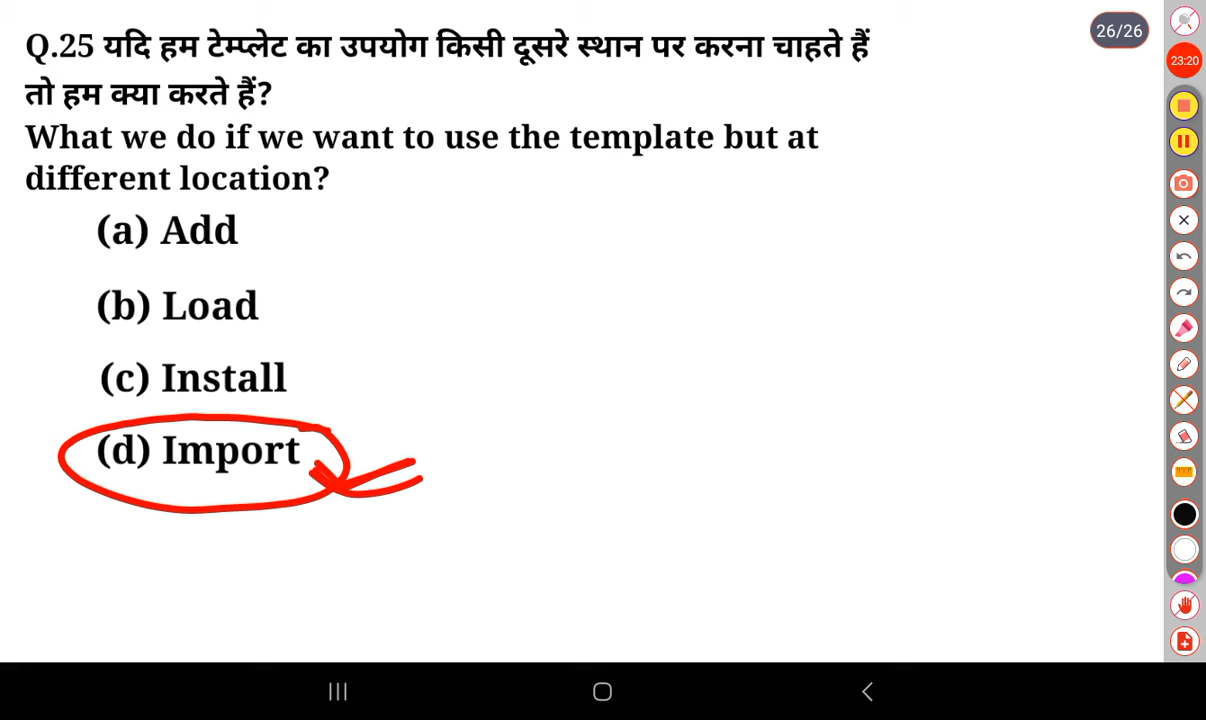 26/26
Q.25 यदि हम टेम्प्लेट का उपयोग किसी दूसरे स्थान पर करना चाहते हैं
23:20
तो हम क्या करते हैं?
What we do if we want to use the template but at
different location?
(a) Add
(b) Load
(c) Install
(d) Import